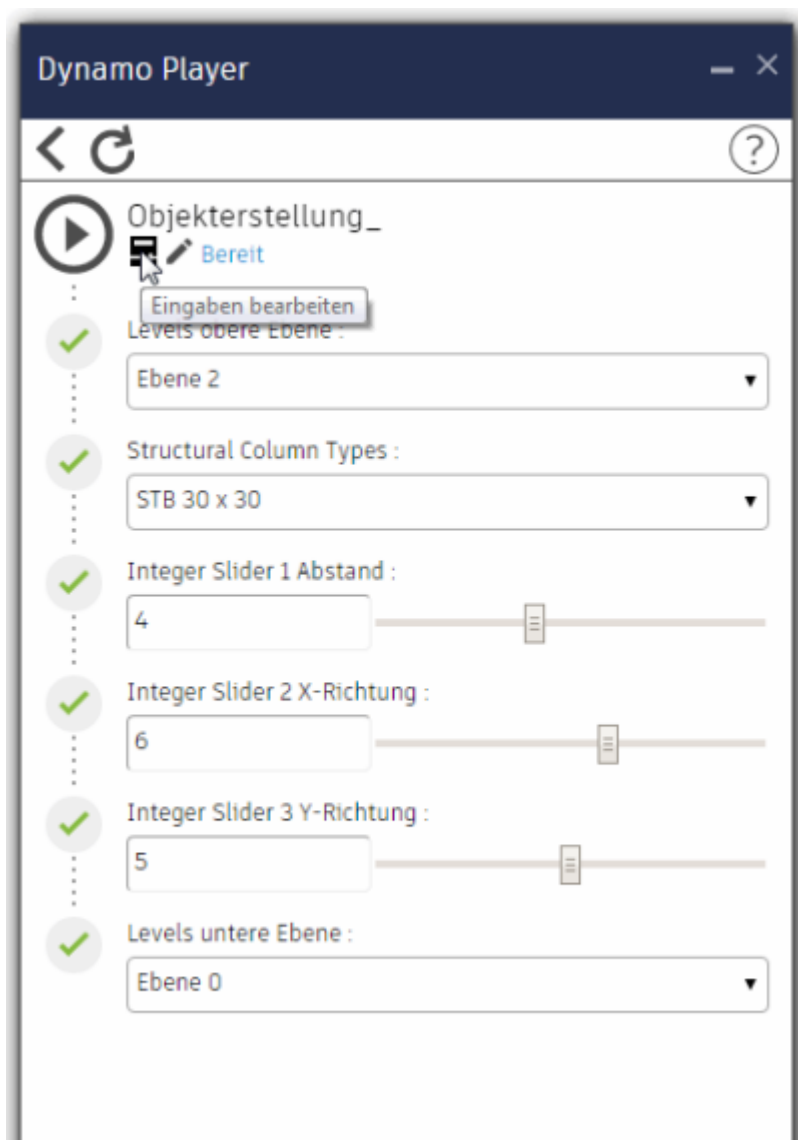 Dynamo Player
?
Objekterstellung_
Bereit
Eingaben bearbeiten
Levels obere Ebene :
Ebene 2
Structural Column Types :
STB 30 x 30
Integer Slider 1 Abstand :
4
Integer Slider 2 X-Richtung :
6
Integer Slider 3 Y-Richtung :
5
Levels untere Ebene :
Ebene 0